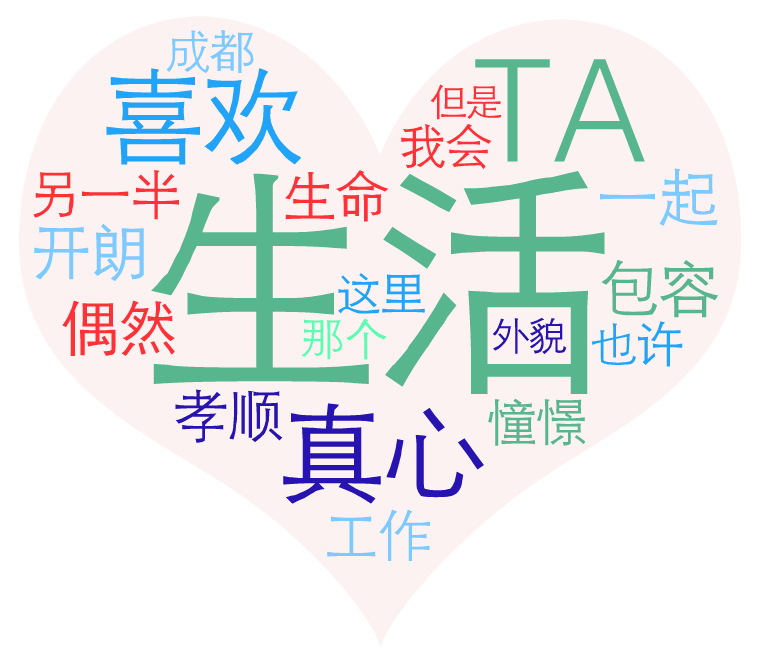 成都
喜欢
TA
但是
我会
另一半
生命
一起
开朗
生活
包容
这里
偶然
那个
外貌
也许
孝顺
真心
憧憬
工作